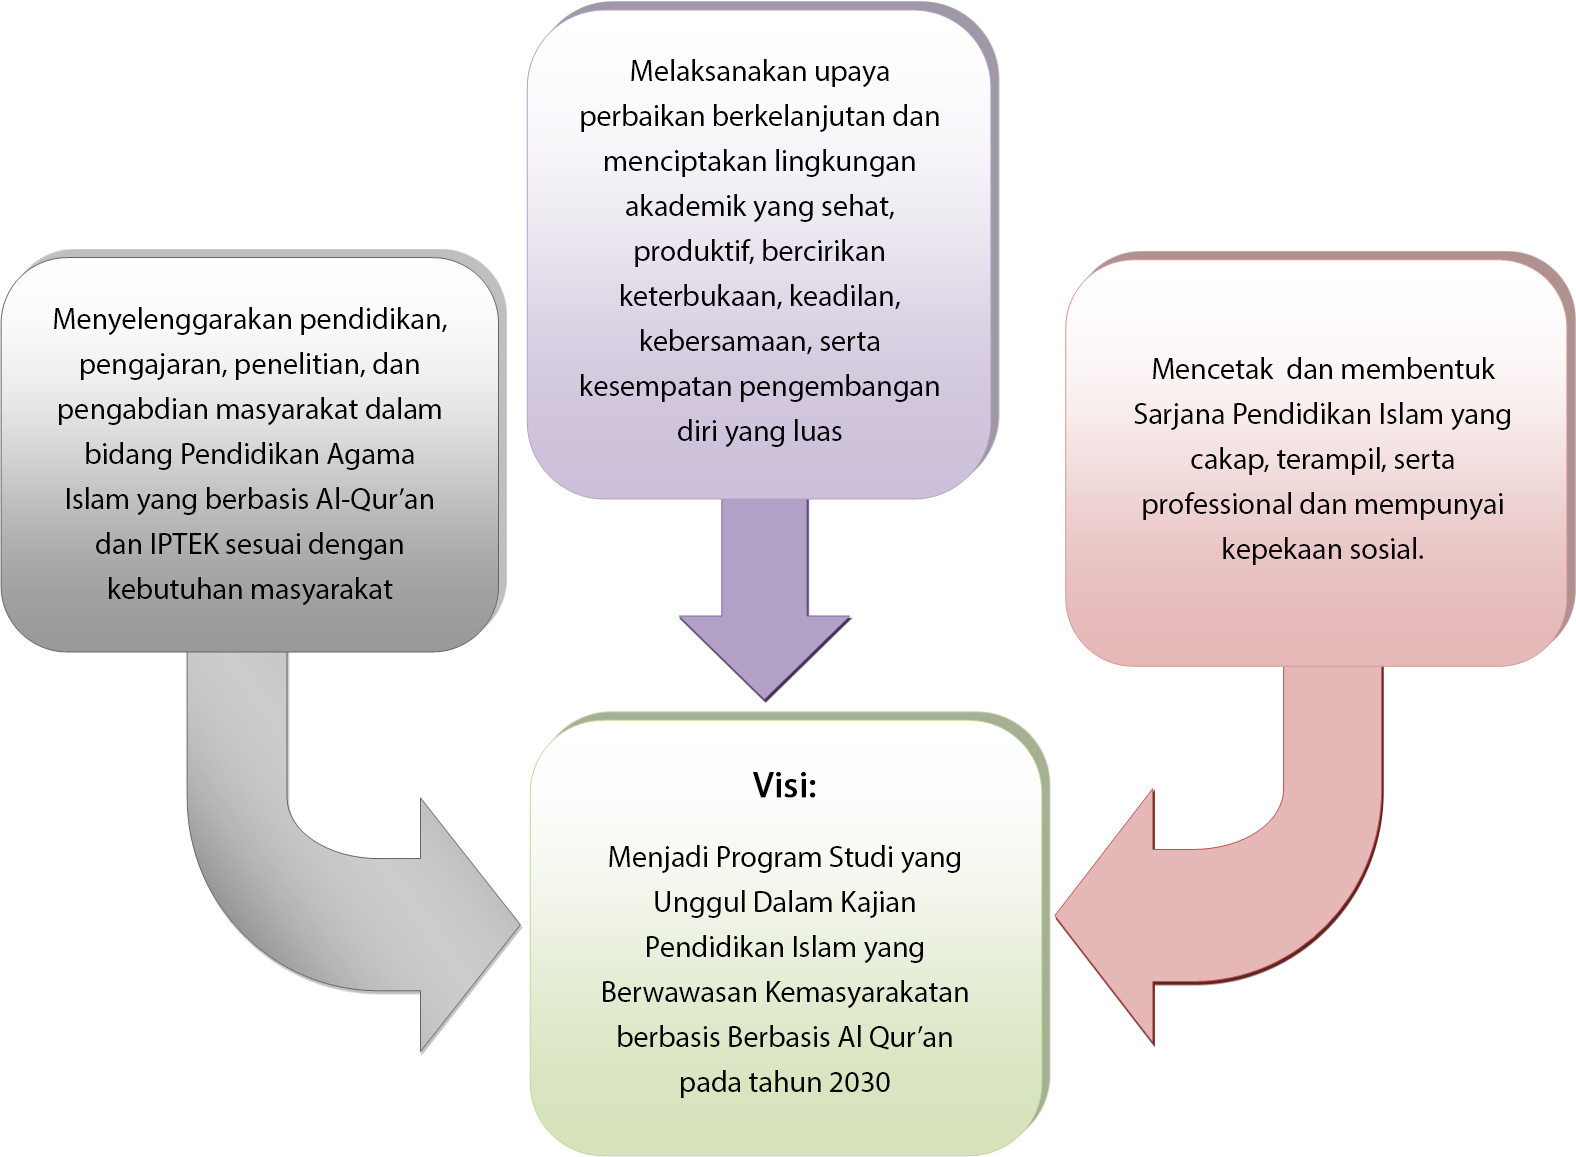 Melaksanakan upaya
perbaikan berkelanjutan dan
menciptakan lingkungan
akademik yang sehat,
produktif, bercirikan
keterbukaan, keadilan,
kebersamaan, serta
kesempatan pengembangan
diri yang luas
Menyelenggarakan pendidikan,
pengajaran, penelitian, dan
pengabdian masyarakat dalam
bidang Pendidikan Agama
Islam yang berbasis Al-Qur’an
dan IPTEK sesuai dengan
kebutuhan masyarakat
Mencetak  dan membentuk
Sarjana Pendidikan Islam yang
cakap, terampil, serta
professional dan mempunyai
kepekaan sosial.
Visi:
Menjadi Program Studi yang
Unggul Dalam Kajian
Pendidikan Islam yang
Berwawasan Kemasyarakatan
berbasis Berbasis Al Qur’an
pada tahun 2030